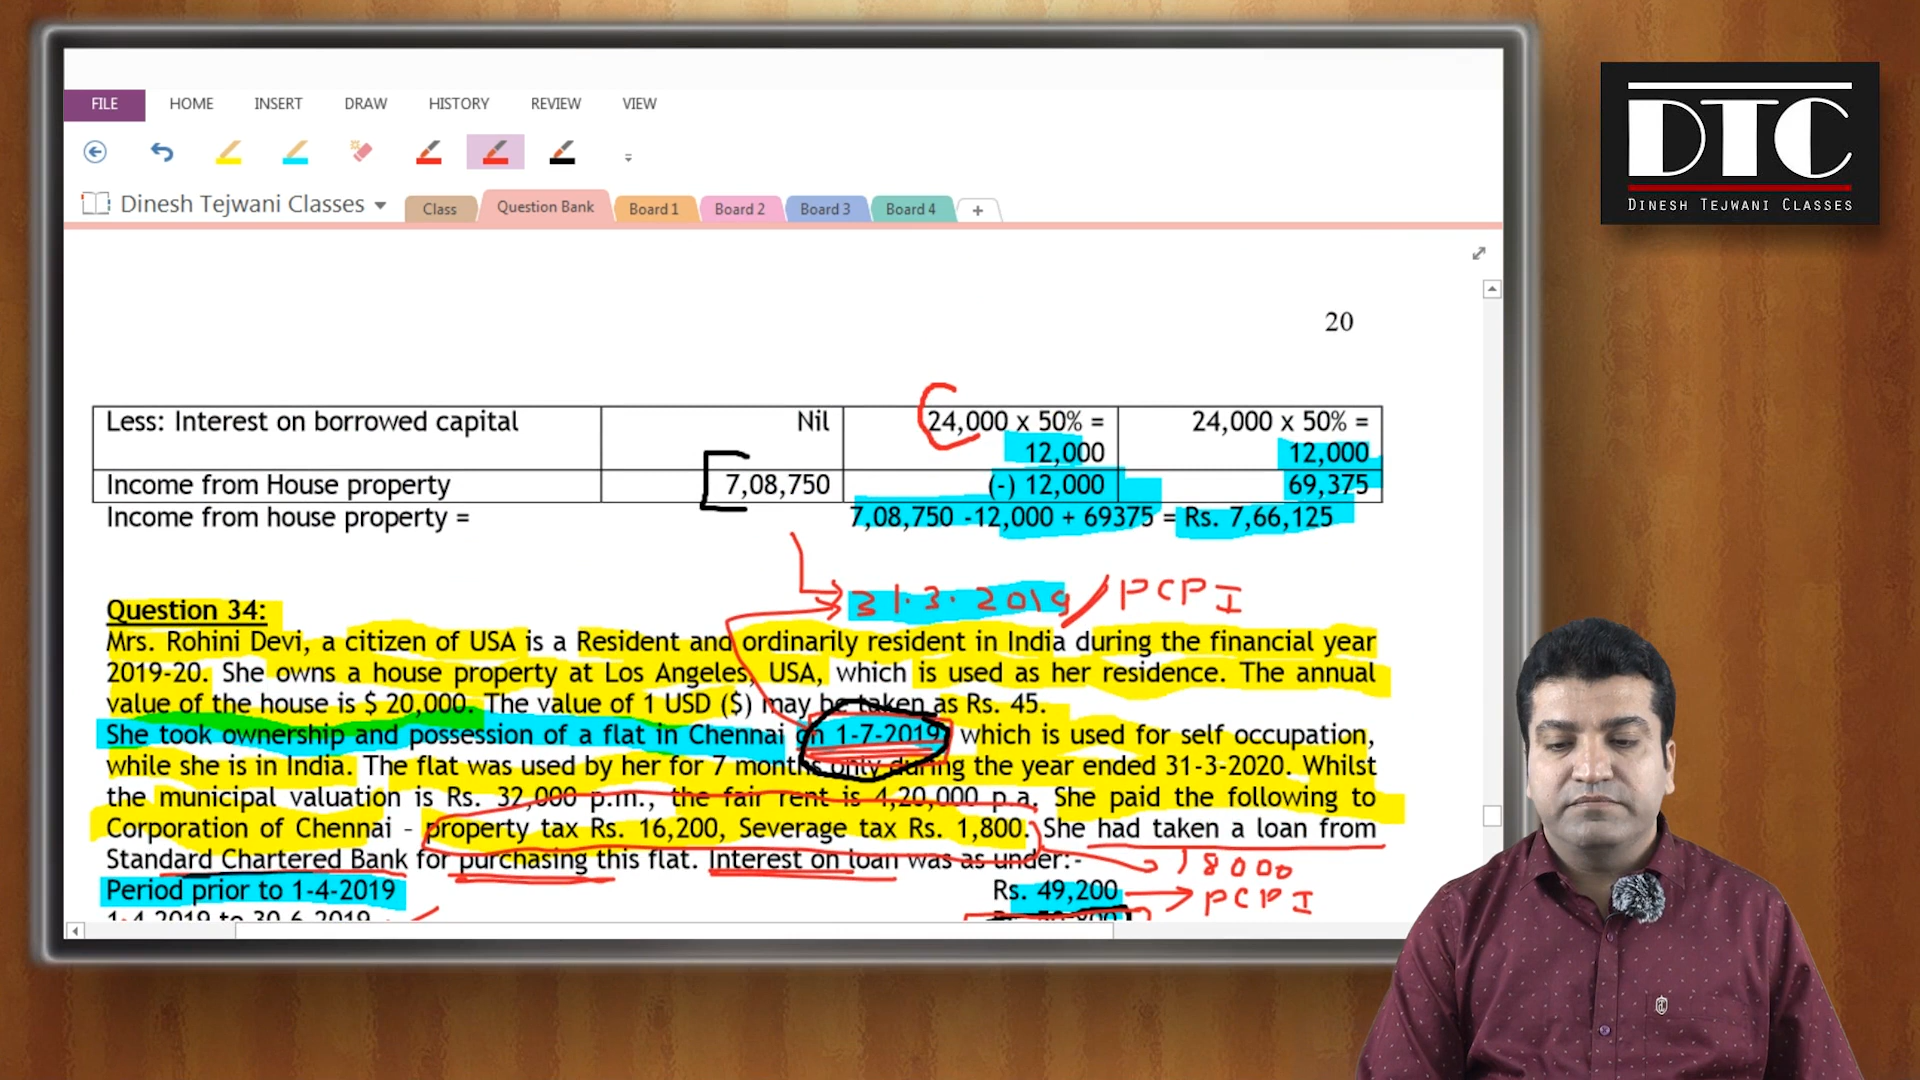 FILE HOME INSERT DRAW HISTORY REVIEW VIEW
Dinesh Tejwani Classes Class Question Bank Board 1 Board 2 Board 3 Board 4 +
DTC
DINESH TEJWANI CLASSES
20
Less: Interest on borrowed capital Nil 24,000 x 50% = 24,000 x 50% =
12,000 12,000
Income from House property 7,08,750 (-) 12,000 69,375
Income from house property = 7,08,750 -12,000 + 69375 = Rs. 7,66,125
31.3.2019 / PCPI
Question 34:
Mrs. Rohini Devi, a citizen of USA is a Resident and ordinarily resident in India during the financial year
2019-20. She owns a house property at Los Angeles, USA, which is used as her residence. The annual
value of the house is $ 20,000. The value of 1 USD ($) may be taken as Rs. 45.
She took ownership and possession of a flat in Chennai on 1-7-2019, which is used for self occupation,
while she is in India. The flat was used by her for 7 months only during the year ended 31-3-2020. Whilst
the municipal valuation is Rs. 32,000 p.m., the fair rent is 4,20,000 p.a. She paid the following to
Corporation of Chennai - property tax Rs. 16,200, Severage tax Rs. 1,800. She had taken a loan from
Standard Chartered Bank for purchasing this flat. Interest on loan was as under:-
18000
Period prior to 1-4-2019 Rs. 49,200 PCPI
1-4-2019 to 30-6-2019